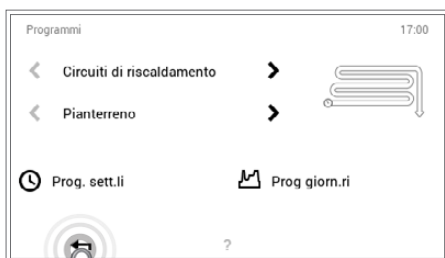 Programmi 17:00
Circuiti di riscaldamento
Pianterreno
Prog. sett.li Prog giorn.ri
?